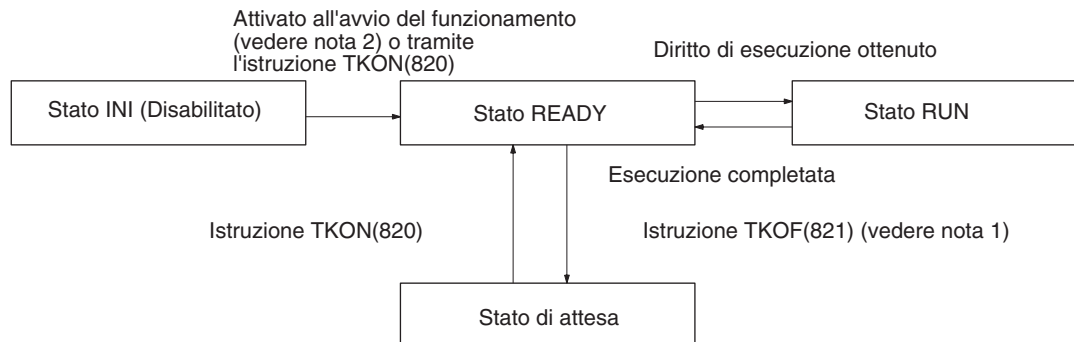 Attivato all'avvio del funzionamento
(vedere nota 2) o tramite
l'istruzione TKON(820)
Diritto di esecuzione ottenuto
Stato INI (Disabilitato)
Stato READY
Stato RUN
Esecuzione completata
Istruzione TKON(820)
Istruzione TKOF(821) (vedere nota 1)
Stato di attesa